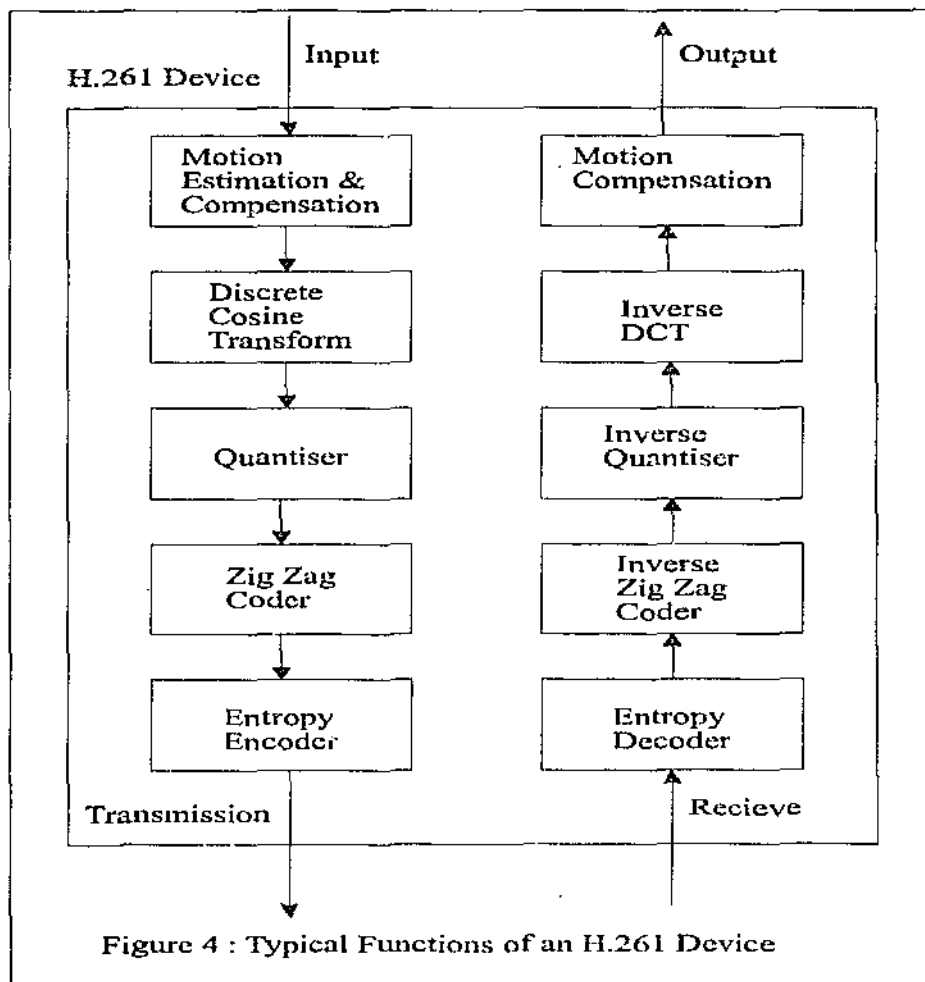 Input
Output
H.261 Device
Motion
Estimation &
Compensation
Motion
Compensation
Discrete
Cosine
Transform
Inverse
DCT
Quantiser
Inverse
Quantiser
Zig Zag
Coder
Inverse
Zig Zag
Coder
Entropy
Encoder
Entropy
Decoder
Transmission
Recieve
Figure 4 : Typical Functions of an H.261 Device